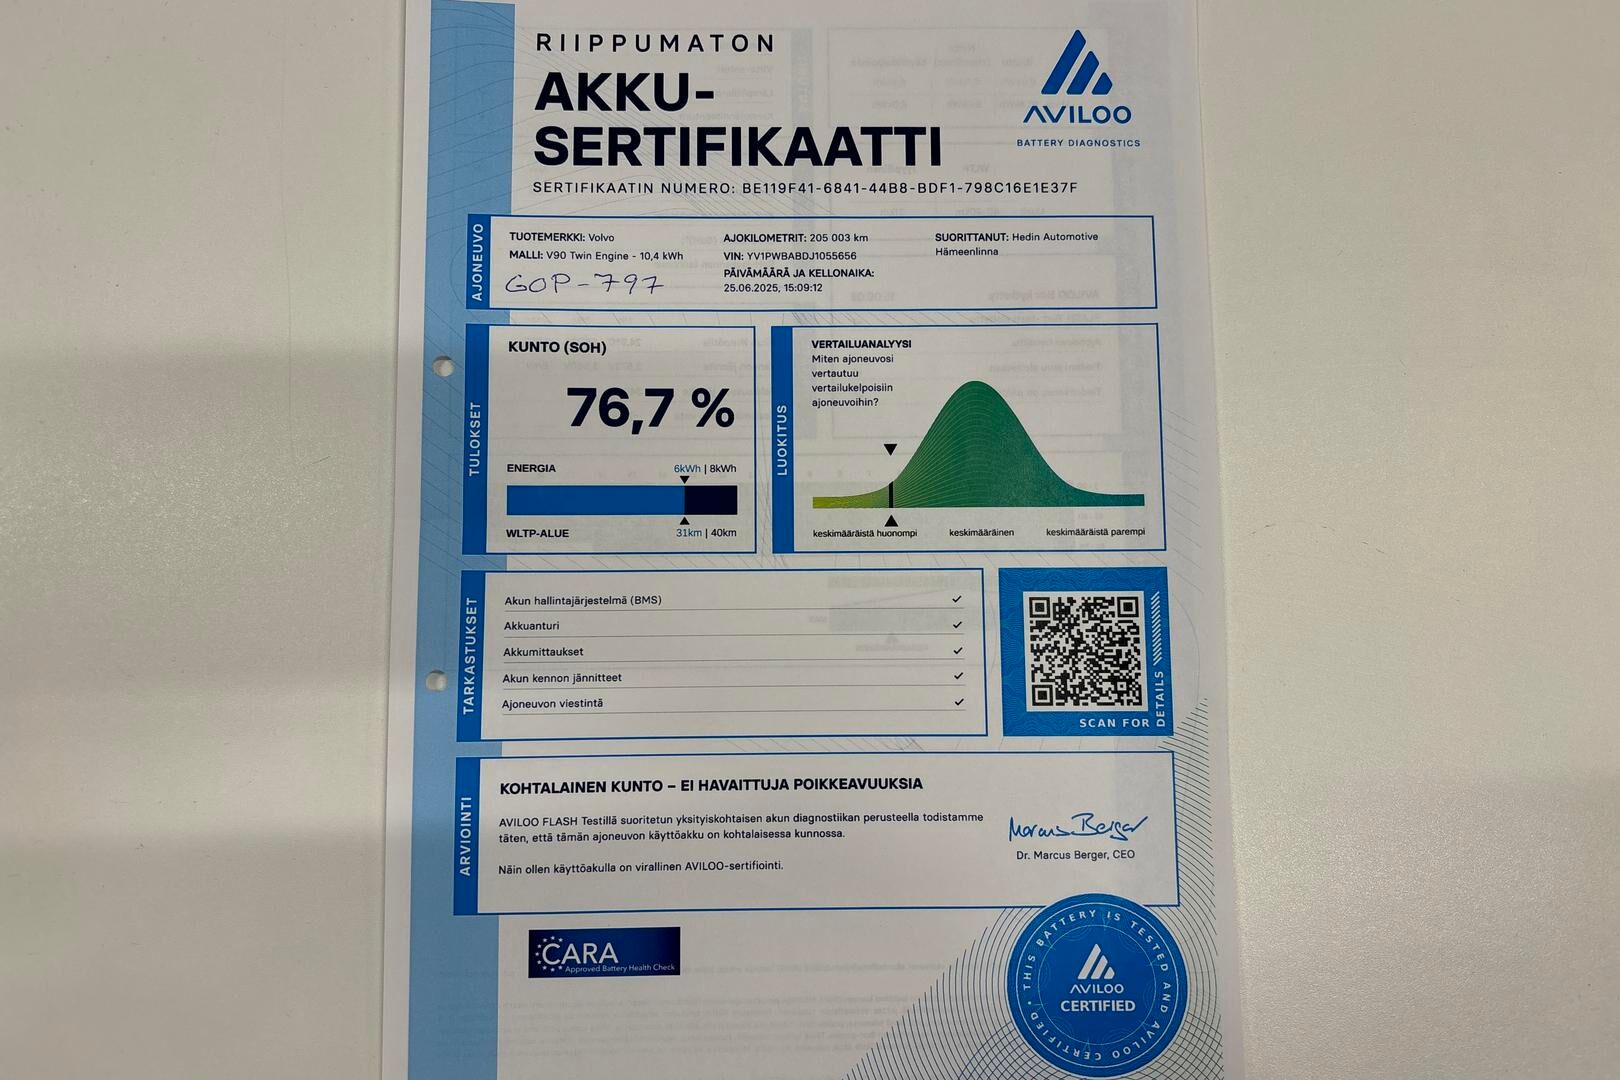 RIIPPUMATON
AKKU-
SERTIFIKAATTI
SERTIFIKAATIN NUMERO: BE119F41-6841-44B8-BDF1-798C16E1E37F
AVILOO
BATTERY DIAGNOSTICS
AJONEUVO
TUOTEMERKKI: Volvo
MALLI: V90 Twin Engine - 10,4 kWh
GOP-797
AJOKILOMETRIT: 205 003 km
VIN: YV1PWBABDJ1055656
PÄIVÄMÄÄRÄ JA KELLONAIKA:
25.06.2025, 15:09:12
SUORITTANUT: Hedin Automotive
Hämeenlinna
TULOKSET
KUNTO (SOH)
76,7 %
ENERGIA 6kWh | 8kWh
WLTP-ALUE 31km | 40km
LUOKITUS
VERTAILUANALYYSI
Miten ajoneuvosi
vertautuu
vertailukelpoisiin
ajoneuvoihin?
keskimääräistä huonompi keskimääräinen keskimääräistä parempi
TARKASTUKSET
Akun hallintajärjestelmä (BMS)
Akkuanturi
Akkumittaukset
Akun kennon jännitteet
Ajoneuvon viestintä
SCAN FOR DETAILS
ARVIOINTI
KOHTALAINEN KUNTO – EI HAVAITTUJA POIKKEAVUUKSIA
AVILOO FLASH Testillä suoritetun yksityiskohtaisen akun diagnostiikan perusteella todistamme
täten, että tämän ajoneuvon käyttöakku on kohtalaisessa kunnossa.
Näin ollen käyttöakulla on virallinen AVILOO-sertifiointi.
Marcus Berger
Dr. Marcus Berger, CEO
CARA
Approved Battery Health Check
THIS BATTERY IS TESTED AND AVILOO CERTIFIED
AVILOO
CERTIFIED